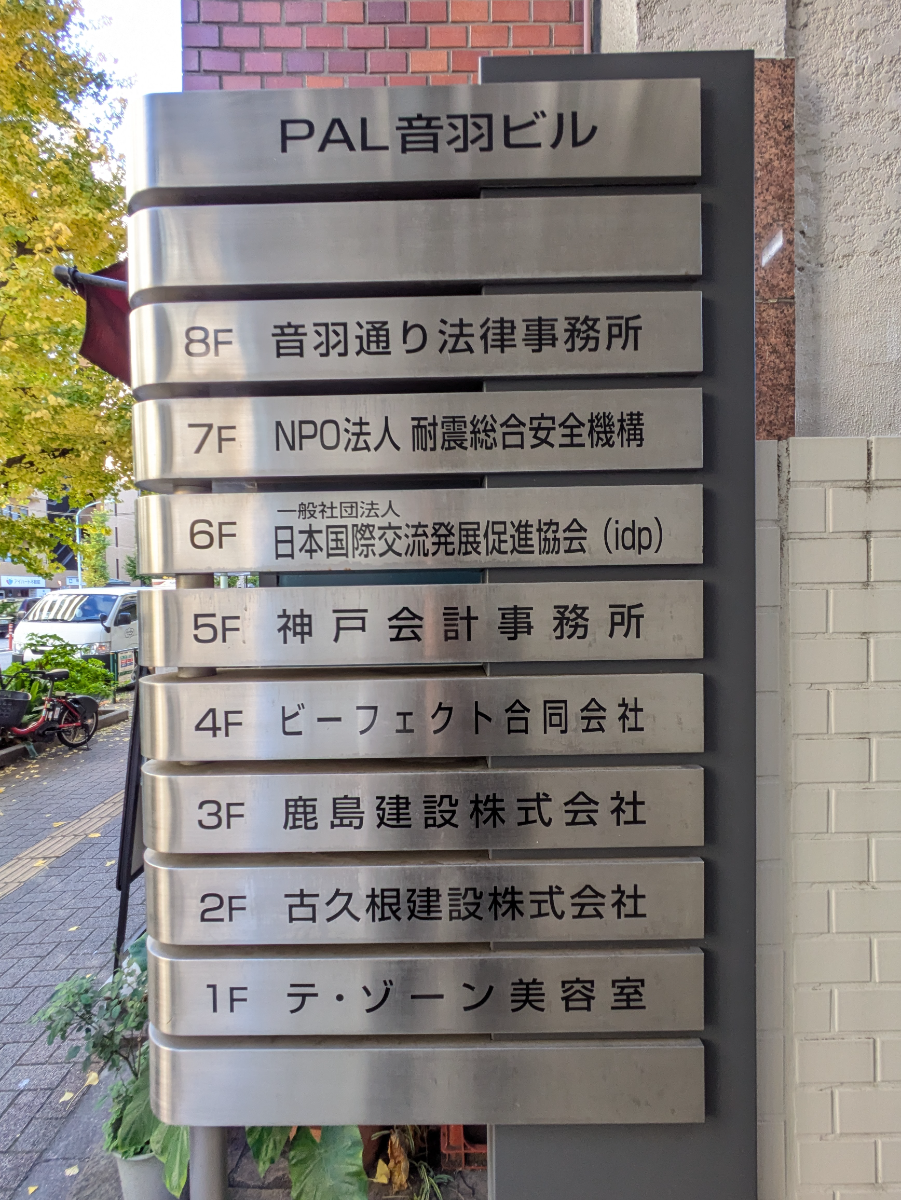 PAL音羽ビル
8F 音羽通り法律事務所
7F NPO法人 耐震総合安全機構
一般社団法人
6F 日本国際交流発展促進協会（idp）
5F 神戸会計事務所
4F ビーフェクト合同会社
3F 鹿島建設株式会社
2F 古久根建設株式会社
1F テ・ゾーン美容室